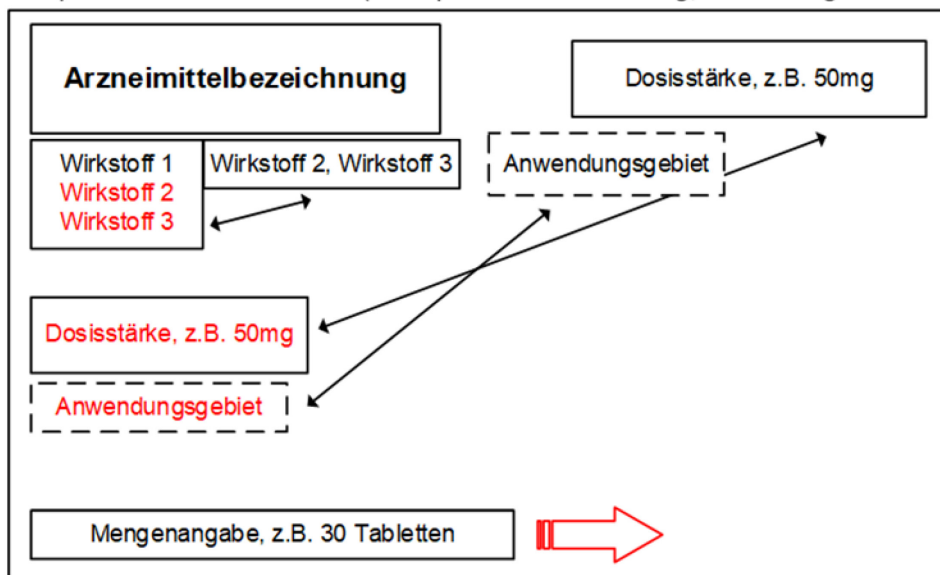 Arzneimittelbezeichnung
Dosisstärke, z.B. 50mg
Wirkstoff 1
Wirkstoff 2
Wirkstoff 3
Wirkstoff 2, Wirkstoff 3
Anwendungsgebiet
Dosisstärke, z.B. 50mg
Anwendungsgebiet
Mengenangabe, z.B. 30 Tabletten